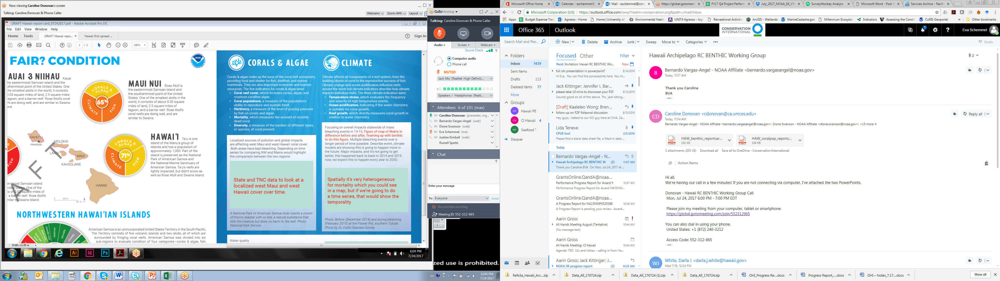 Now viewing Caroline Donovan's screen
Talking: Caroline Donovan & Phone Caller
Webcams
Zoom: 84%
Layout
DRAFT Hawaii report card_07242017.pdf - Adobe Acrobat Pro DC
File Edit View Window Help
Home Tools DRAFT Hawaii repo... × Hawaii first spread ... Sign In
2 / 2 100%
FAIR? CONDITION
AUAI & NIIHAU Kauai
he easternmost Samoan island and the
uthernmost point of the United States. One
the smallest atolls in the world, it consists
0.03 square miles of land, 2.5 square miles
agoon, and a barrier reef. Rose Atoll's coral
fs are doing well, and are similar to Swains
nd.
CORALS & ALGAE
CLIMATE
FISH
65%
MAUI NUI Rose Atoll is
the easternmost Samoan island and
the southernmost point of the United
States. One of the smallest atolls in the
world, it consists of about 0.03 square
miles of land, 2.5 square miles of
lagoon, and a barrier reef. Rose Atoll's
coral reefs are doing well, and are
similar to Swains.
OAHU
Honolulu
MOLOKAI
LANAI
MAUI
KAHOOLAWE
HAWAII
FISH
A F T
CORALS & ALGAE
CLIMATE
FISH
71%
HAWAI'I Ta'u is one
island of the Manu'a group of
islands and has a population of
approximately 1,000. Part of the
island is preserved as the National
Park of American Samoa and
the National Marine Sanctuary of
American Samoa. Ta'u's reefs are
lightly impacted, but didn't score as
well as Rose Atoll and Swains Island.
ernmost Samoan island
nited States. One of the
ts of 0.03 square miles of
a barrier reef. Rose Atoll's
milar to Swains Island.
NORTHWESTERN HAWAI'IAN ISLANDS
Herbivory
Mortality
Diversity
American Samoa is an unincorporated United States Territory in the South Pacific.
The Territory consists of five volcanic islands and two atolls, all of which are
surrounded by fringing coral reefs. American Samoa was divided into six
sub-regions to evaluate condition of four categories—corals & algae, fish,
33.88 x 11.00 in
CORALS & ALGAE
Corals & algae make up the base of the coral reef ecosystem,
providing food and shelter for fish, shellfish, and marine
mammals. They are also important economic and tourism
resources. The five indicators for corals & algae were:
• Coral reef cover, which includes corals, algae, and
crustose coralline algae.
• Coral populations, a measure of the population's
ability to reproduce and sustain itself.
• Herbivory, a measure of the level of grazing pressure
by fish on corals and algae.
• Mortality, which measures the amount of recently
dead coral.
• Diversity, a measure of the number of different types,
or species, of coral present.
Localized sources of pollution and global impacts
are affecting west Maui and west Hawai'i coral cover.
Both areas have bad bleaching. Depending on time
series for comparing NW and Mains would highlight
the comparison between the two regions
State and TNC data to look at a
localized west Maui and west
Hawaii cover over time.
A National Park of American Samoa diver injects a crown-
of-thorns seastar with ox bile, a natural substance that
kills the creature but does no harm to the reef. Photo:
National Park Service.
Water quality
CLIMATE
Climate affects all components of a reef system, from the
building blocks of coral to the reproductive success of fish.
Climate change and ocean acidification influence reefs
around the world but climate indicators describe how climate
impacts individual reefs. The three climate indicators were:
• Temperature stress, which evaluates the frequency
and severity of high temperature events.
• Ocean acidification, indicating if the water chemistry
is suitable for coral growth.
• Reef growth, which directly measures coral growth in
relation to water chemistry.
Focusing on overall impacts statewide of mass
bleaching events in 14-15, Figure of map of Mains in
difference before and after, Teaming up with benthic
to do this figure. Multiple bleaching events over a
longer period of time possible. Describe event, climate
models are showing this is going to happen more in
the future. Major impacts, and it's not going to get
better, this happened back to back in 2014 and 2015
now, we expect this to happen every year to 2055.
Spatially it's very heterogeneous
for mortality which you could see
in a map, but if we're going to do
a time series, that would show the
temporality
Photo: Before (December 2014) and during bleaching
(February 2015) at the Flower Pot, southern Tutuila.
Photo by XL Catlin Seaview Survey.
6:04 PM
7/24/2017
GoToMeeting
Talking: Caroline Donovan & Phone Caller
Audio Screen Webcam
Sound Check ?
Computer audio
Phone call
MUTED
Jack Mic (Realtek High Definiti...
Speakers / Headphones (Realt...
Attendees: 6 of 101 (max)
Caroline Donovan (presenter, org...
Bernardo Vargas-Angel (web)
Dione Swanson (web)
Eva Schemmel (me)
Justine Kimball (web)
Russell Sparks
Chat
Enter your message
To: Everyone Send
Record this meeting
Meeting ID: 552-312-965
zed use is prohibited.
12:04 PM
7/24/2017
Microsoft Office Home
Calendar - eschemmel@
Mail - eschemmel@cons
https://global.gotomeeti
FY17 Q4 Project Perform
July_2017_NOAA_SK_VSC
SurveyMonkey Analyze -
Microsoft Word - Post A
Services Archive - Pacific
Microsoft Corporation [US] | https://outlook.office.com/owa/?realm=conservation.org&path=/mail/inbox
Apps
Budget Expense Trac
Agresso - Home
Home | University of
Environmental Health
UNIT4 Agresso - logi
Recreational Activitie
ArcGIS - Wetlands
MarineCadastre.gov
Millennium Ecosyster
Indicators
Assessing the Condit
CoRIS Geoportal
Other bookmarks
Office 365 Outlook
CONSERVATION
INTERNATIONAL
1
Eva Schemmel
Search Mail and Peo...
New Delete Archive Junk Sweep Move to Categories ••• Undo
Folders
Inbox 1439
Sent Items
Drafts 113
Deleted Items 77
More
Groups
HP Hawaii PE
CH CI Hawaii 4
MF Seafood
Discover
Focused Other Filter
Next: Invitation: Hawaii RC BENTHIC Wo... Now
full ohi presentation in powerpoint? 9/14/2016
Hi Eva, You can find the powerpoints here. You m...
Jack Kittinger; Jennifer I. Bar...
please take 10 mins to showcase your P2F 9/13/2016
Sounds good on all of the above. Thx jack kitting...
[Draft] Kaaleleo Wong; Bren...
follow-up on P2P fishpond discussion 8/10/2016
Hey guys, I talked to our GIS guy here at OHA, Za...
Lida Teneva
CPUE tool 2/5/2016
Please find a blank data sheet file, a filled-in data ...
Today
Bernardo Vargas-Angel - N...
Hawaii Archipelago RC BENTHIC W (2) 11:57 AM
Thank you Caroline BVA On Mon, Jul 24, 2017 at ...
GrantsOnline.QandA@noaa...
Performance Progress Report for Award N 10:47 AM
Performance Progress Report for Award NA15NM...
GrantsOnline.QandA@noaa...
A Progress Report for NA15NMF4520386 10:46 AM
A Progress Report is pending your review. Award...
Aarin Gross
All Hands Meeting August (Tentative) 10:44 AM
(No message text)
Aarin Gross
All Hands Meeting: CI Hawaii 10:44 AM
Agenda: TBD Ulu and Kehau - calling in from Ha...
Aarin Gross; Jack Kittinger; J...
NOAA SK progress report (2) 10:25 AM
Hawaii Archipelago RC BENTHIC Working Group
2
B
Bernardo Vargas-Angel - NOAA Affiliate <bernardo.vargasangel@noaa.gov>
Today, 11:57 AM
Thank you Caroline
BVA
CD
Caroline Donovan <cdonovan@ca.umces.edu>
Reply all
Today, 11:54 AM
Bernardo Vargas-Angel - NOAA Affiliate <bernardo.vargasangel@noaa.gov>; Dione Swanson - NOAA Affiliate <dione.swanson@noaa.gov>; +15 more
HAW_benthic_reportcar...
101 KB
HAW_coralpop_reportc...
104 KB
2 attachments (205 KB) Download all Save all to OneDrive - Conservation International
Action Items
Hi all,
We're having our call in a few minutes! If you are not connecting via computer, I've attached the two PowerPoints.
Donovan - Hawaii RC BENTHIC Working Group Call
Mon, Jul 24, 2017 6:00 PM - 7:00 PM EDT
Please join my meeting from your computer, tablet or smartphone.
https://global.gotomeeting.com/join/552312965
You can also dial in using your phone.
United States: +1 (872) 240-3212
Access Code: 552-312-965
WJ
White, Darla J <darla.j.white@hawaii.gov>
Wed 7/19, 12:24 PM
Re%3a_Hawaii_Arc....zip
Data_All_170724.zip
Data_All_170724 (1).zip
Data_All_170724.zip
OHI_Progress Re....docx
Progress Report_....docx
OHI – Notes_7.17....docx
Show all